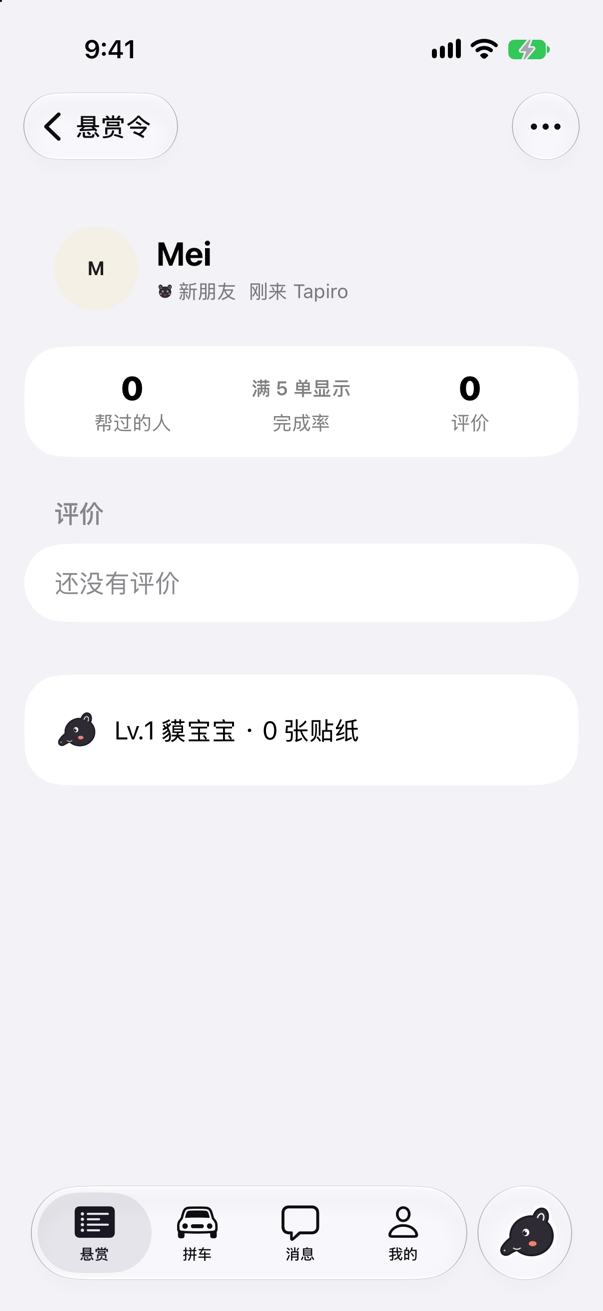 9:41
悬赏令
M
Mei
新朋友 刚来 Tapiro
0
满 5 单显示
0
帮过的人
完成率
评价
评价
还没有评价
Lv.1 貘宝宝 · 0 张贴纸
悬赏
拼车
消息
我的